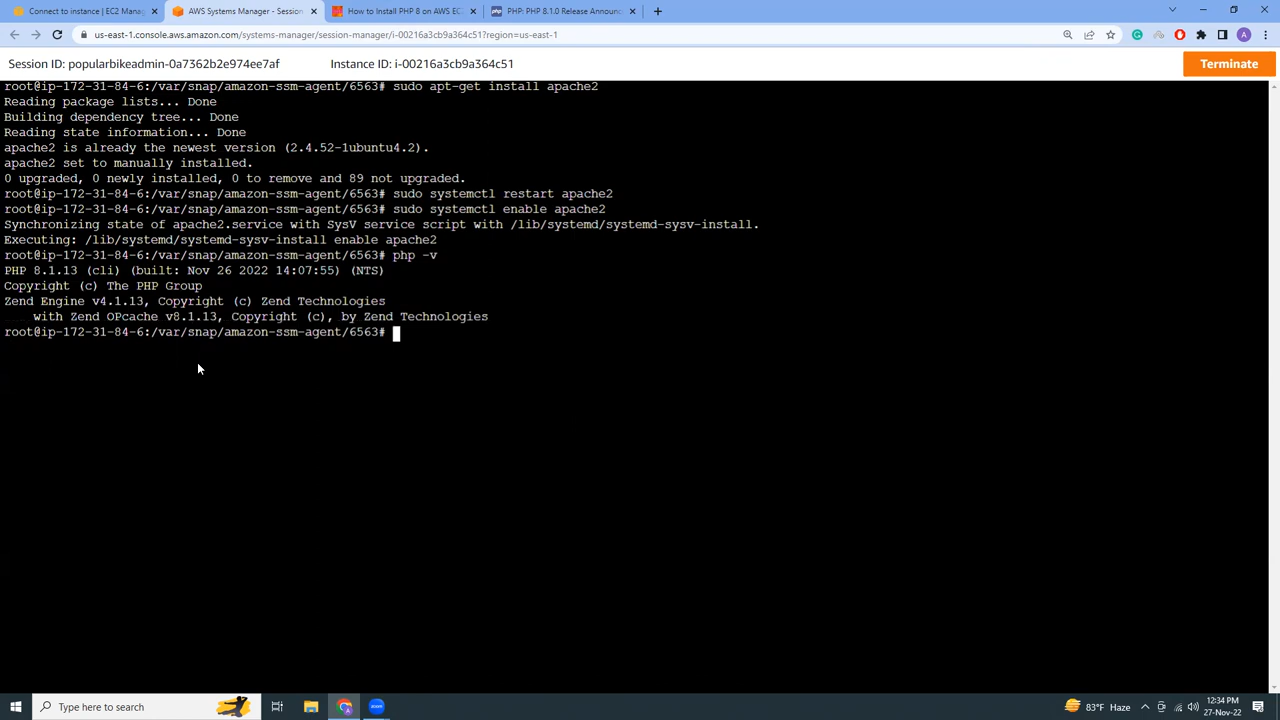 Connect to instance | EC2 Manag
AWS Systems Manager - Session
How to Install PHP 8 on AWS EC
PHP: PHP 8.1.0 Release Announc
us-east-1.console.aws.amazon.com/systems-manager/session-manager/i-00216a3cb9a364c51?region=us-east-1
A
Session ID: popularbikeadmin-0a7362b2e974ee7af
Instance ID: i-00216a3cb9a364c51
Terminate
root@ip-172-31-84-6:/var/snap/amazon-ssm-agent/6563# sudo apt-get install apache2
Reading package lists... Done
Building dependency tree... Done
Reading state information... Done
apache2 is already the newest version (2.4.52-1ubuntu4.2).
apache2 set to manually installed.
0 upgraded, 0 newly installed, 0 to remove and 89 not upgraded.
root@ip-172-31-84-6:/var/snap/amazon-ssm-agent/6563# sudo systemctl restart apache2
root@ip-172-31-84-6:/var/snap/amazon-ssm-agent/6563# sudo systemctl enable apache2
Synchronizing state of apache2.service with SysV service script with /lib/systemd/systemd-sysv-install.
Executing: /lib/systemd/systemd-sysv-install enable apache2
root@ip-172-31-84-6:/var/snap/amazon-ssm-agent/6563# php -v
PHP 8.1.13 (cli) (built: Nov 26 2022 14:07:55) (NTS)
Copyright (c) The PHP Group
Zend Engine v4.1.13, Copyright (c) Zend Technologies
    with Zend OPcache v8.1.13, Copyright (c), by Zend Technologies
root@ip-172-31-84-6:/var/snap/amazon-ssm-agent/6563#
Type here to search
zoom
83°F Haze
12:34 PM
27-Nov-22